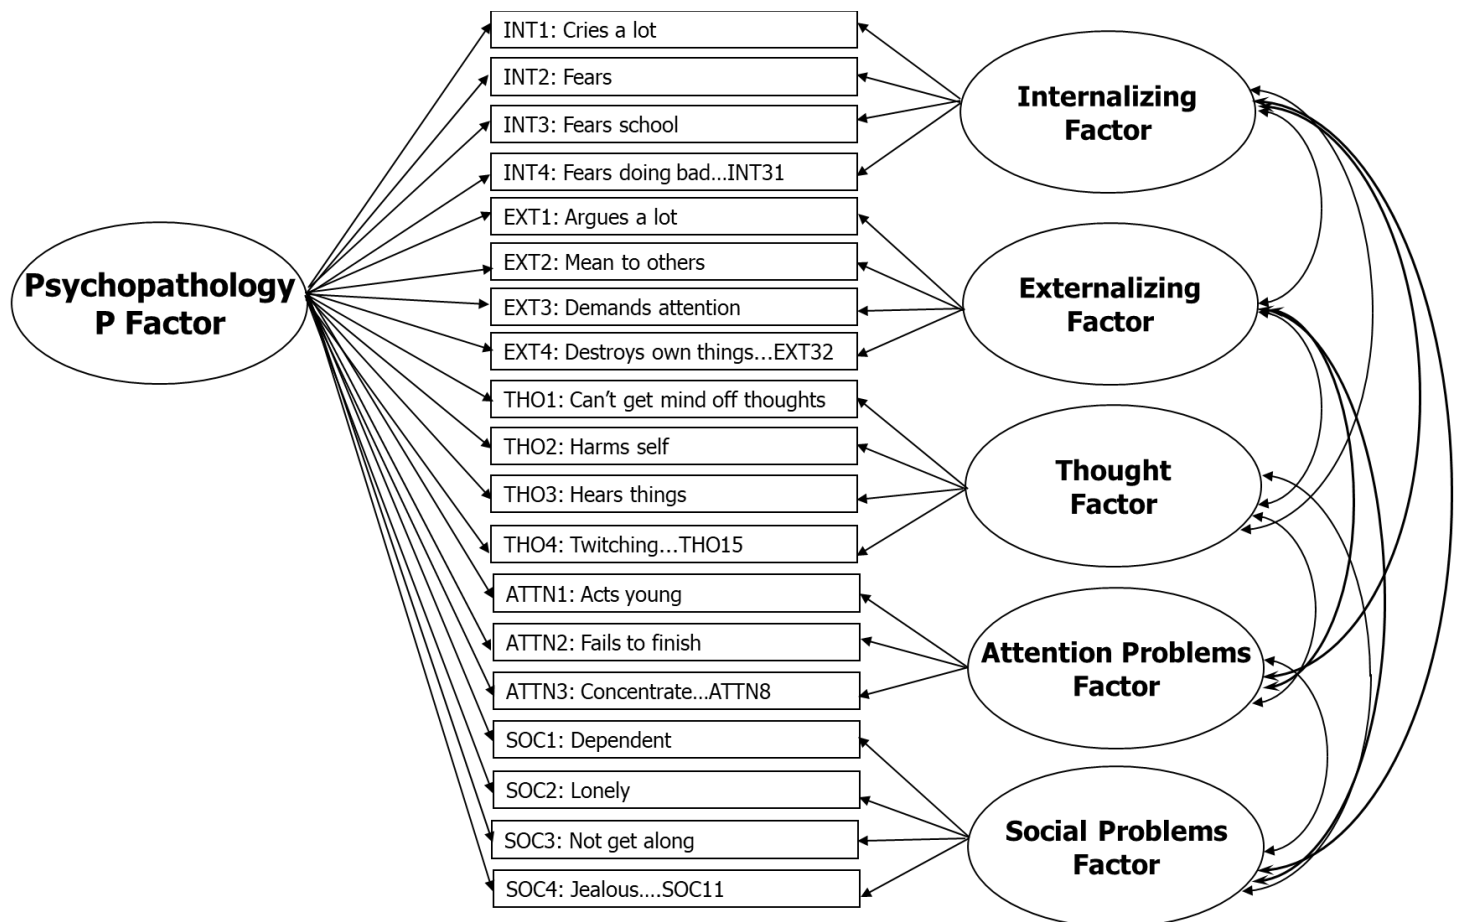 Psychopathology
P Factor
INT1: Cries a lot
INT2: Fears
INT3: Fears school
INT4: Fears doing bad...INT31
EXT1: Argues a lot
EXT2: Mean to others
EXT3: Demands attention
EXT4: Destroys own things...EXT32
THO1: Can't get mind off thoughts
THO2: Harms self
THO3: Hears things
THO4: Twitching...THO15
ATTN1: Acts young
ATTN2: Fails to finish
ATTN3: Concentrate...ATTN8
SOC1: Dependent
SOC2: Lonely
SOC3: Not get along
SOC4: Jealous....SOC11
Internalizing
Factor
Externalizing
Factor
Thought
Factor
Attention Problems
Factor
Social Problems
Factor